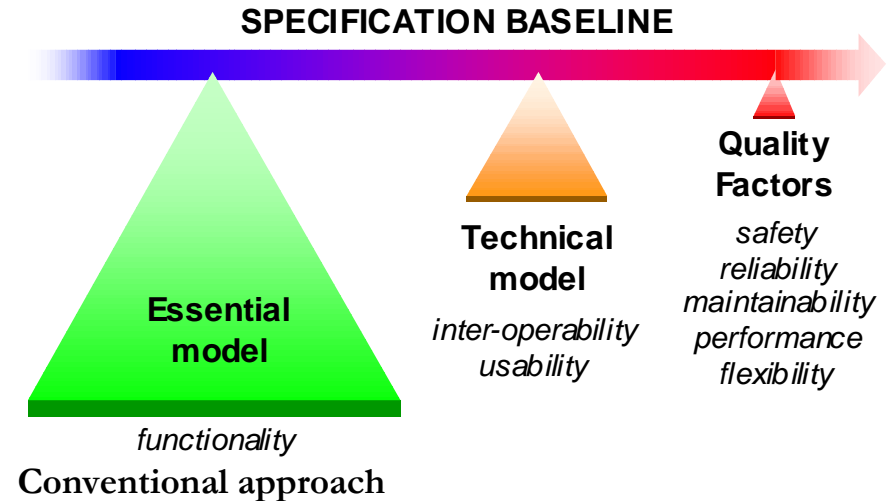 SPECIFICATION BASELINE
Essential
model
functionality
Technical
model
inter-operability
usability
Quality
Factors
safety
reliability
maintainability
performance
flexibility
Conventional approach